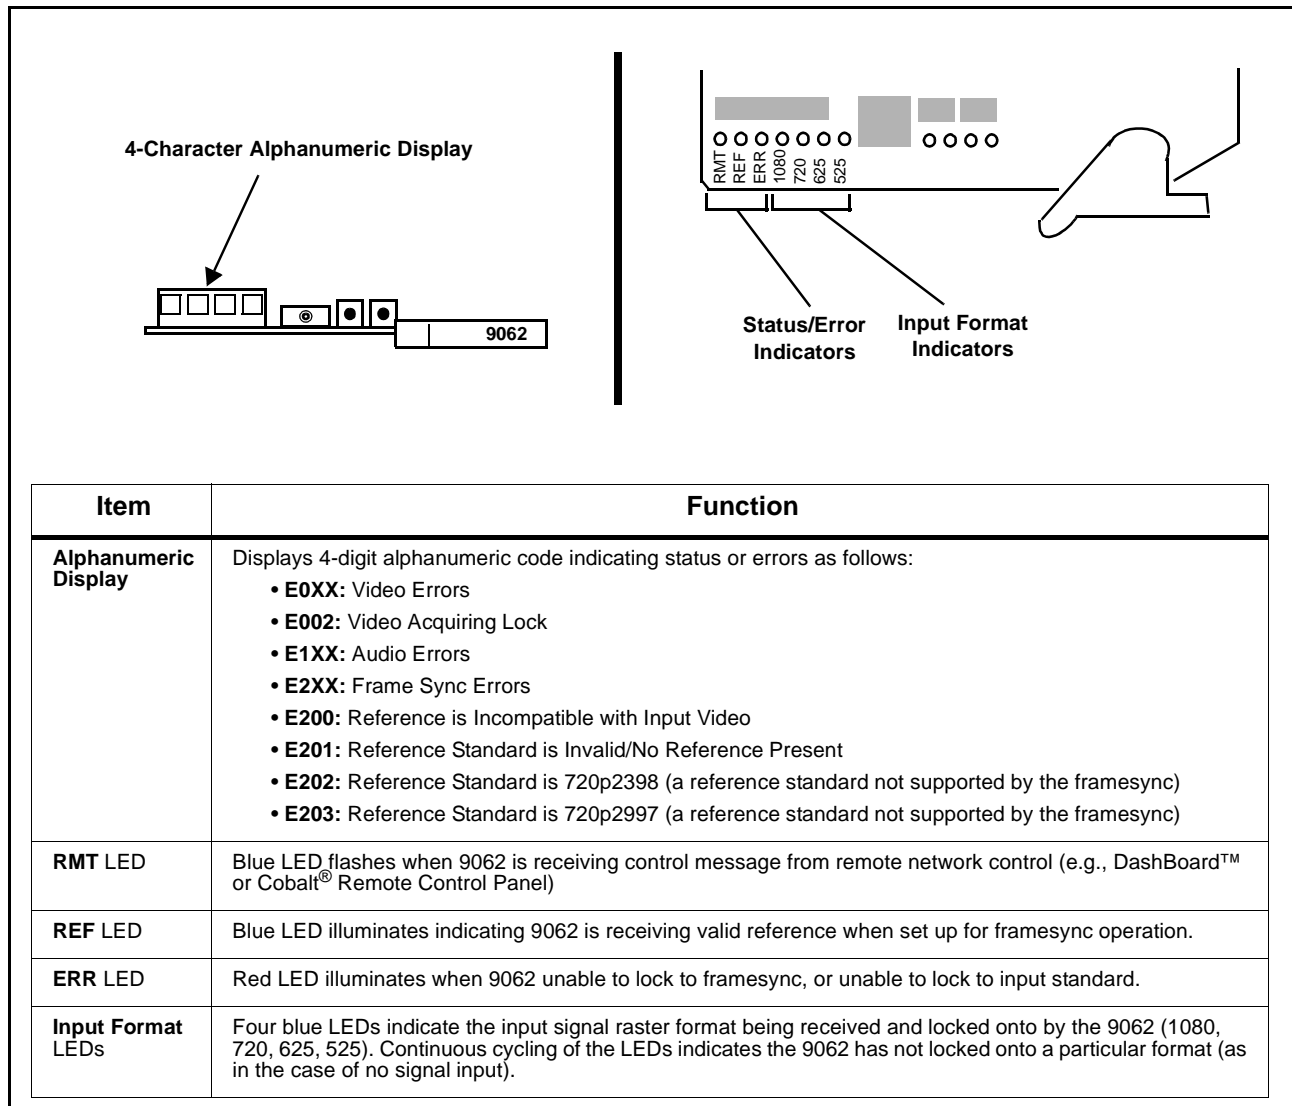 4-Character Alphanumeric Display
9062
RMT
REF
ERR
1080
720
625
525
Status/Error
Indicators
Input Format
Indicators
Item
Function
Alphanumeric
Display
Displays 4-digit alphanumeric code indicating status or errors as follows:
• E0XX: Video Errors
• E002: Video Acquiring Lock
• E1XX: Audio Errors
• E2XX: Frame Sync Errors
• E200: Reference is Incompatible with Input Video
• E201: Reference Standard is Invalid/No Reference Present
• E202: Reference Standard is 720p2398 (a reference standard not supported by the framesync)
• E203: Reference Standard is 720p2997 (a reference standard not supported by the framesync)
RMT LED
Blue LED flashes when 9062 is receiving control message from remote network control (e.g., DashBoard™
or Cobalt® Remote Control Panel)
REF LED
Blue LED illuminates indicating 9062 is receiving valid reference when set up for framesync operation.
ERR LED
Red LED illuminates when 9062 unable to lock to framesync, or unable to lock to input standard.
Input Format
LEDs
Four blue LEDs indicate the input signal raster format being received and locked onto by the 9062 (1080,
720, 625, 525). Continuous cycling of the LEDs indicates the 9062 has not locked onto a particular format (as
in the case of no signal input).